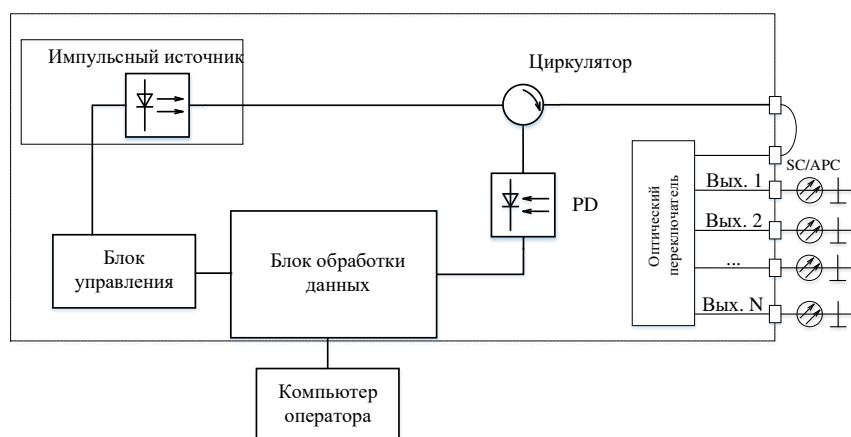 Импульсный источник
Циркулятор
SC/APC
PD
Оптический
переключатель
Вых. 1
Вых. 2
...
Вых. N
Блок
управления
Блок обработки
данных
Компьютер
оператора